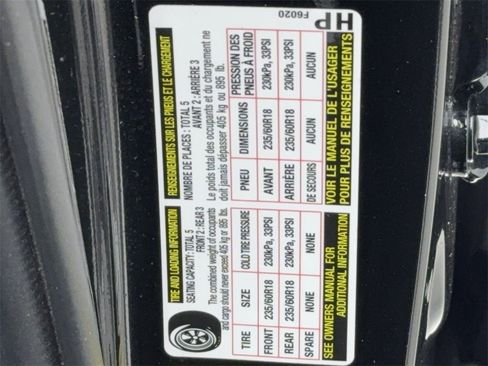 TIRE AND LOADING INFORMATION
SEATING CAPACITY: TOTAL 5
FRONT 2 : REAR 3
The combined weight of occupants
and cargo should never exceed 405 kg or 895 lbs.
TIRE SIZE COLD TIRE PRESSURE
FRONT 235/60R18 230kPa, 33PSI
REAR 235/60R18 230kPa, 33PSI
SPARE NONE NONE
SEE OWNERS MANUAL FOR
ADDITIONAL INFORMATION
RENSEIGNEMENTS SUR LES PNEUS ET LE CHARGEMENT
NOMBRE DE PLACES : TOTAL 5
AVANT 2 : ARRIÈRE 3
Le poids total des occupants et du chargement ne
doit jamais dépasser 405 kg ou 895 lb.
PNEU DIMENSIONS PRESSION DES
PNEUS À FROID
AVANT 235/60R18 230kPa, 33PSI
ARRIÈRE 235/60R18 230kPa, 33PSI
DE SECOURS AUCUN AUCUN
VOIR LE MANUEL DE L'USAGER
POUR PLUS DE RENSEIGNEMENTS
F6020
HP